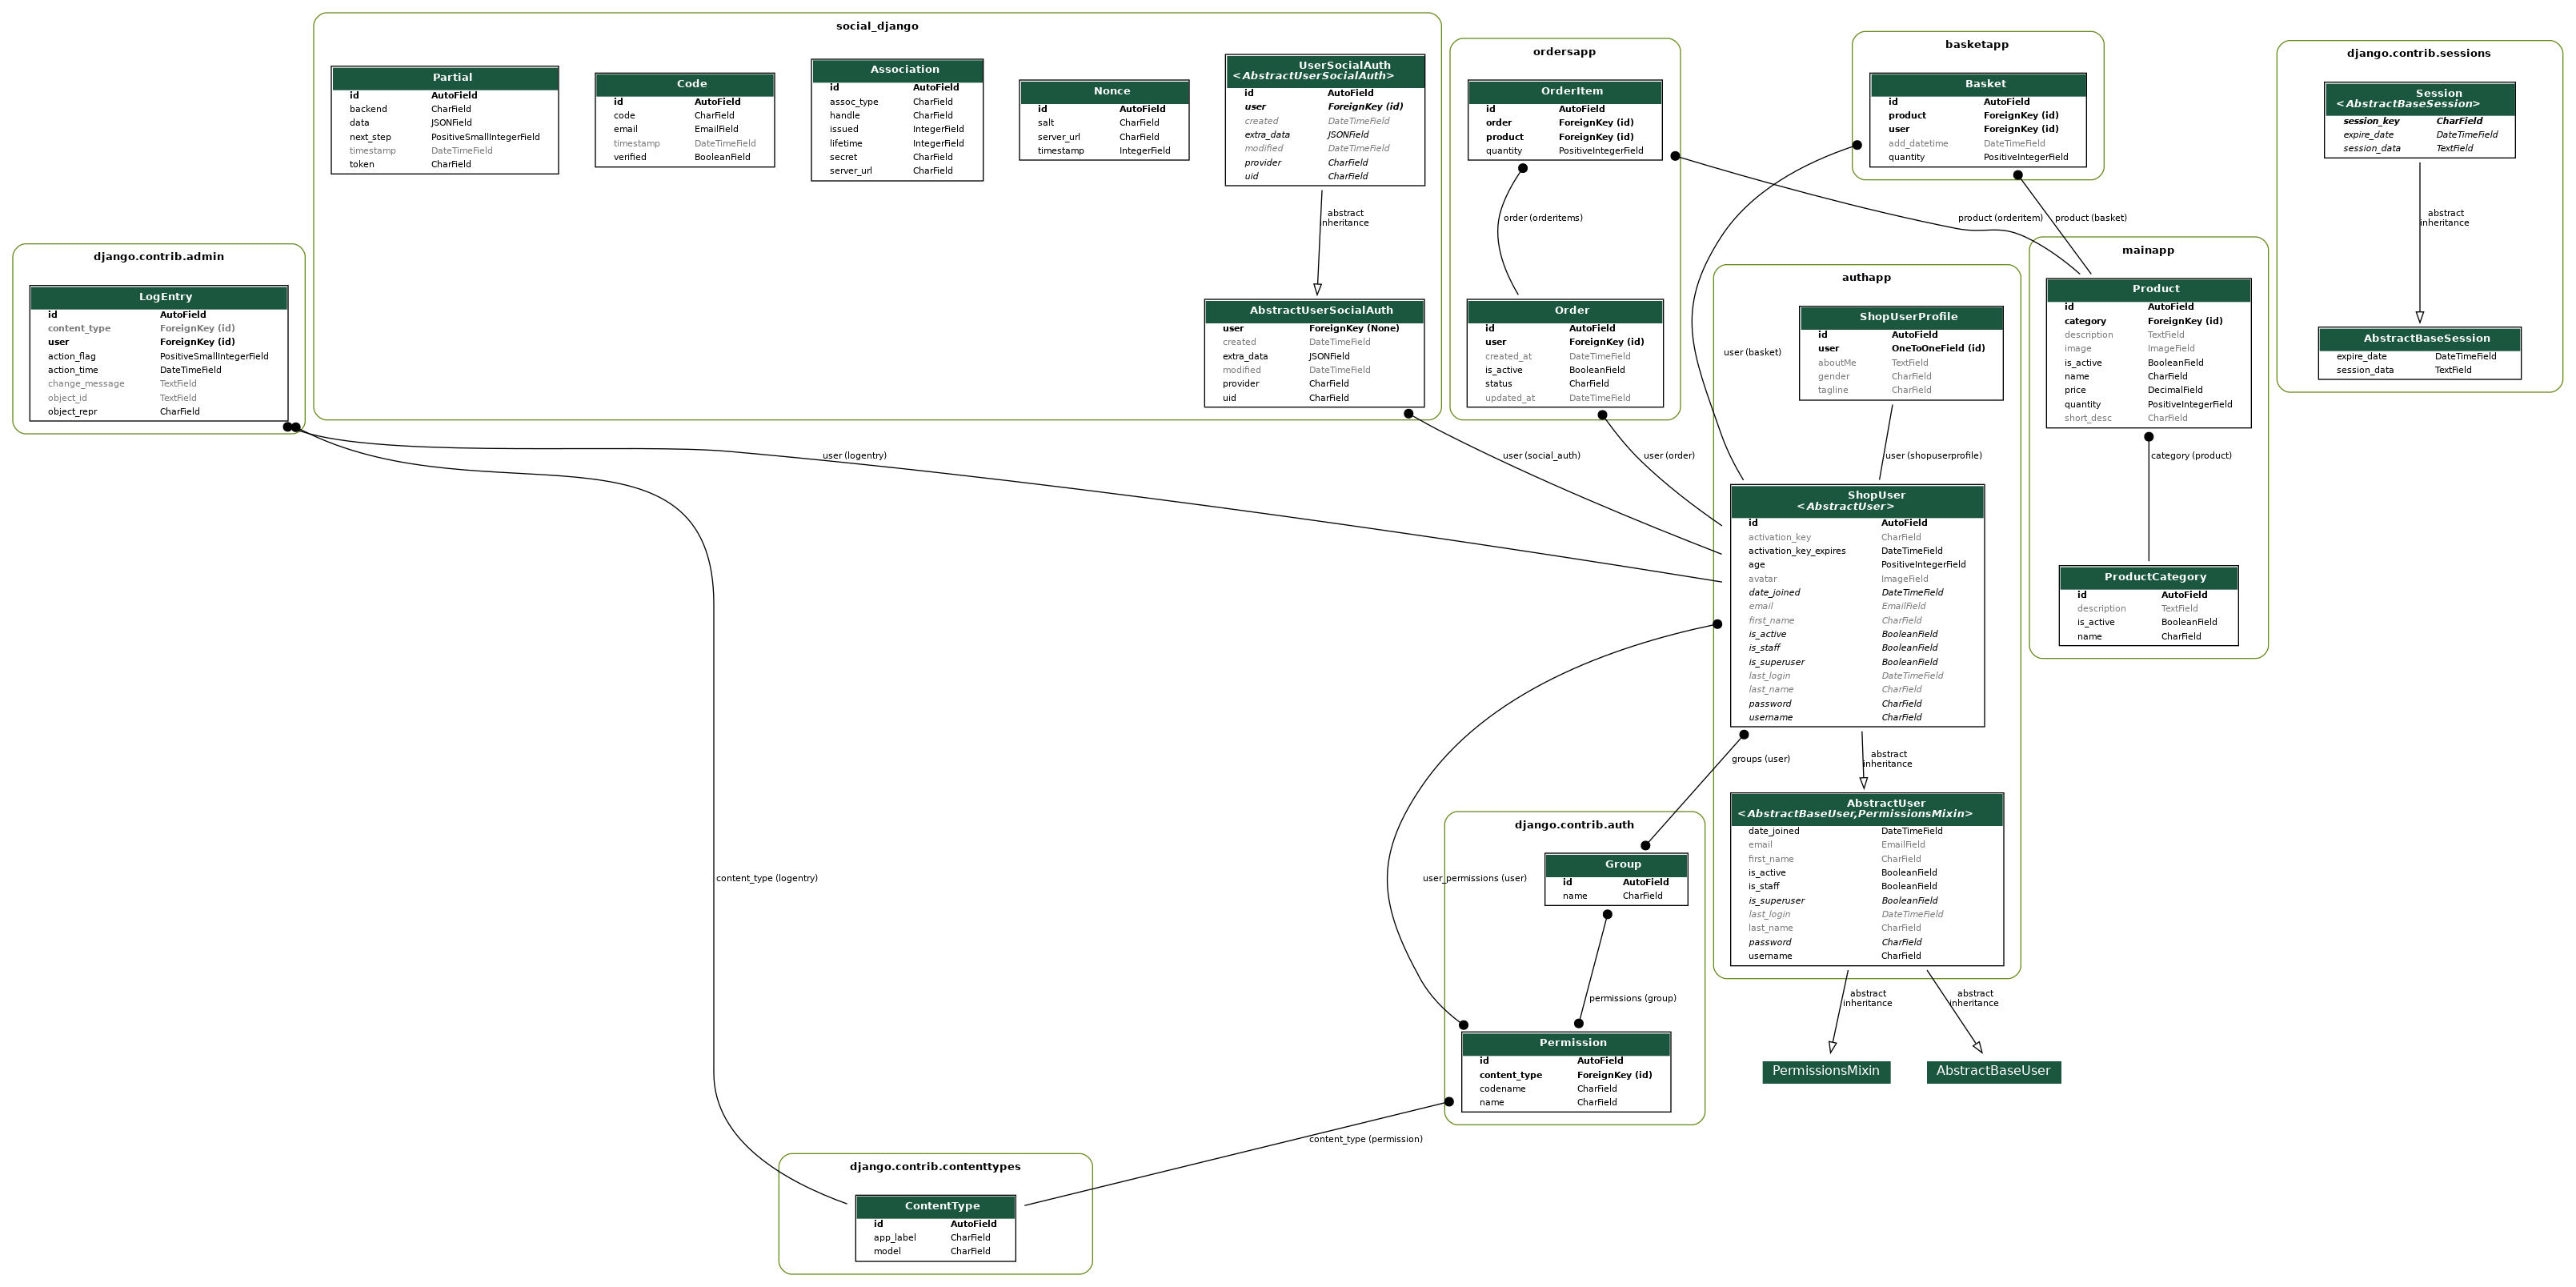 social_django
Partial
id AutoField
backend CharField
data JSONField
next_step PositiveSmallIntegerField
timestamp DateTimeField
token CharField
Code
id AutoField
code CharField
email EmailField
timestamp DateTimeField
verified BooleanField
Association
id AutoField
assoc_type CharField
handle CharField
issued IntegerField
lifetime IntegerField
secret CharField
server_url CharField
Nonce
id AutoField
salt CharField
server_url CharField
timestamp IntegerField
UserSocialAuth
<AbstractUserSocialAuth>
id AutoField
user ForeignKey (id)
created DateTimeField
extra_data JSONField
modified DateTimeField
provider CharField
uid CharField
abstract
inheritance
AbstractUserSocialAuth
user ForeignKey (None)
created DateTimeField
extra_data JSONField
modified DateTimeField
provider CharField
uid CharField
ordersapp
OrderItem
id AutoField
order ForeignKey (id)
product ForeignKey (id)
quantity PositiveIntegerField
order (orderitems)
Order
id AutoField
user ForeignKey (id)
created_at DateTimeField
is_active BooleanField
status CharField
updated_at DateTimeField
basketapp
Basket
id AutoField
product ForeignKey (id)
user ForeignKey (id)
add_datetime DateTimeField
quantity PositiveIntegerField
product (orderitem)
product (basket)
django.contrib.sessions
Session
<AbstractBaseSession>
session_key CharField
expire_date DateTimeField
session_data TextField
abstract
inheritance
AbstractBaseSession
expire_date DateTimeField
session_data TextField
django.contrib.admin
LogEntry
id AutoField
content_type ForeignKey (id)
user ForeignKey (id)
action_flag PositiveSmallIntegerField
action_time DateTimeField
change_message TextField
object_id TextField
object_repr CharField
mainapp
Product
id AutoField
category ForeignKey (id)
description TextField
image ImageField
is_active BooleanField
name CharField
price DecimalField
quantity PositiveIntegerField
short_desc CharField
category (product)
ProductCategory
id AutoField
description TextField
is_active BooleanField
name CharField
authapp
user (basket)
ShopUserProfile
id AutoField
user OneToOneField (id)
aboutMe TextField
gender CharField
tagline CharField
user (logentry)
user (social_auth)
user (order)
user (shopuserprofile)
ShopUser
<AbstractUser>
id AutoField
activation_key CharField
activation_key_expires DateTimeField
age PositiveIntegerField
avatar ImageField
date_joined DateTimeField
email EmailField
first_name CharField
is_active BooleanField
is_staff BooleanField
is_superuser BooleanField
last_login DateTimeField
last_name CharField
password CharField
username CharField
groups (user)
abstract
inheritance
AbstractUser
<AbstractBaseUser,PermissionsMixin>
date_joined DateTimeField
email EmailField
first_name CharField
is_active BooleanField
is_staff BooleanField
is_superuser BooleanField
last_login DateTimeField
last_name CharField
password CharField
username CharField
abstract
inheritance
abstract
inheritance
PermissionsMixin
AbstractBaseUser
django.contrib.auth
Group
id AutoField
name CharField
content_type (logentry)
user_permissions (user)
permissions (group)
Permission
id AutoField
content_type ForeignKey (id)
codename CharField
name CharField
content_type (permission)
django.contrib.contenttypes
ContentType
id AutoField
app_label CharField
model CharField